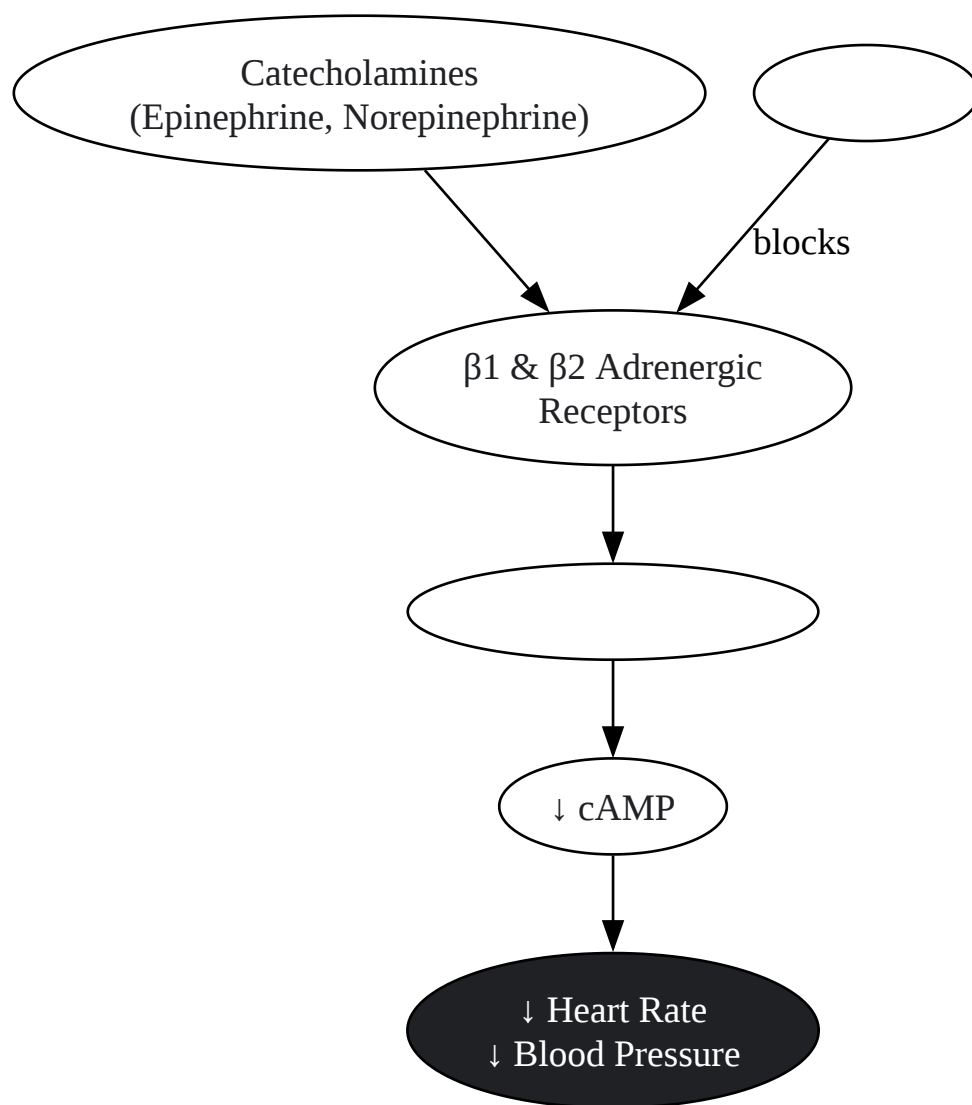 Catecholamines
(Epinephrine, Norepinephrine)
blocks
β1 & β2 Adrenergic
Receptors
↓ cAMP
↓ Heart Rate
↓ Blood Pressure